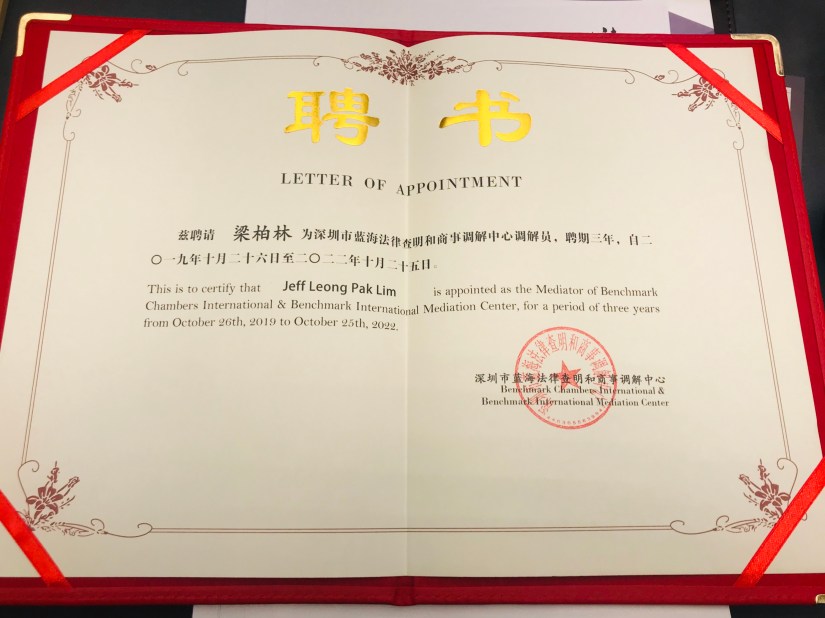 聘 书
LETTER OF APPOINTMENT
兹聘请 梁柏林 为深圳市蓝海法律查明和商事调解中心调解员，聘期三年，自二
〇一九年十月二十六日至二〇二二年十月二十五日。
This is to certify that Jeff Leong Pak Lim is appointed as the Mediator of Benchmark
Chambers International & Benchmark International Mediation Center, for a period of three years
from October 26th, 2019 to October 25th, 2022.
深圳市蓝海法律查明和商事调解中心
Benchmark Chambers International &
Benchmark International Mediation Center